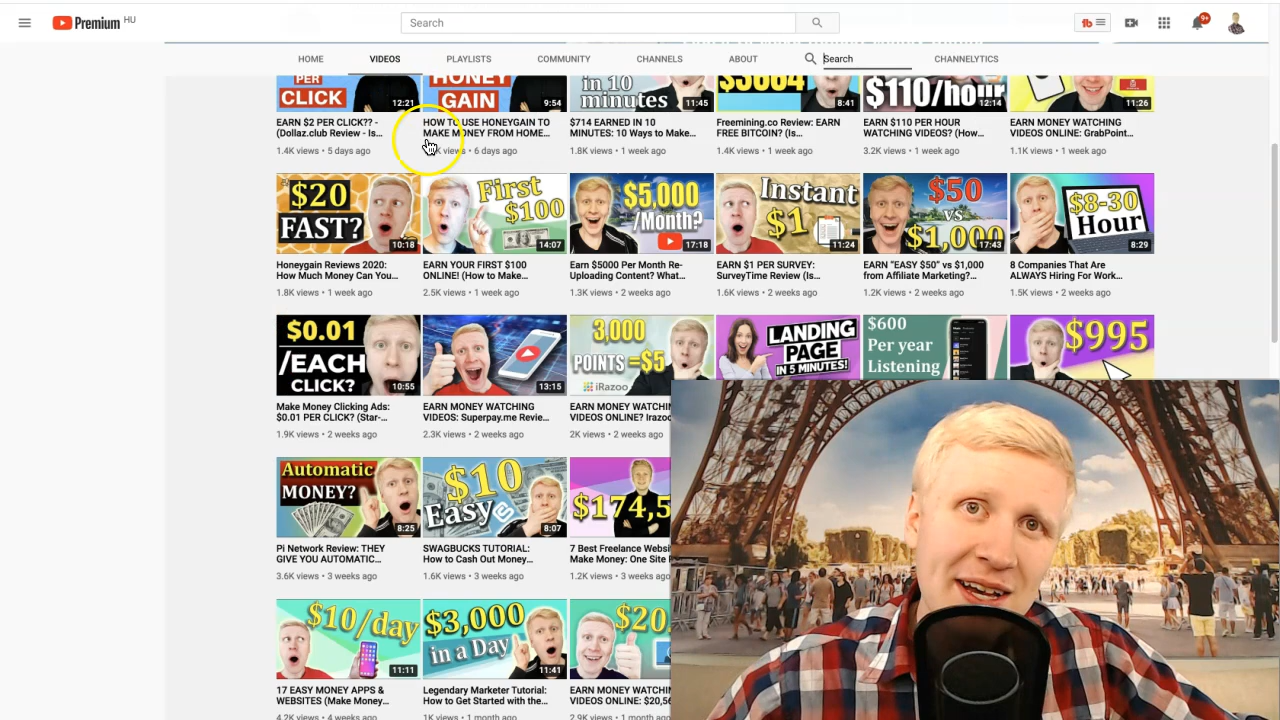 Premium HU
Search
fb
9+
HOME
VIDEOS
PLAYLISTS
COMMUNITY
CHANNELS
ABOUT
Search
CHANNELYTICS
PER
CLICK
12:21
HONEY
GAIN
9:54
in 10
minutes
11:45
8:41
$110/hour
12:14
11:26
EARN $2 PER CLICK?? -
(Dollaz.club Review - Is...
1.4K views • 5 days ago
HOW TO USE HONEYGAIN TO
MAKE MONEY FROM HOME...
views • 6 days ago
$714 EARNED IN 10
MINUTES: 10 Ways to Make...
1.8K views • 1 week ago
Freemining.co Review: EARN
FREE BITCOIN? (Is...
1.4K views • 1 week ago
EARN $110 PER HOUR
WATCHING VIDEOS? (How...
3.2K views • 1 week ago
EARN MONEY WATCHING
VIDEOS ONLINE: GrabPoint...
1.1K views • 1 week ago
$20
FAST?
10:18
First
$100
14:07
$5,000
/Month?
17:18
Instant
$1
11:24
$50
VS
$1,000
17:43
$8-30
Hour
8:29
Honeygain Reviews 2020:
How Much Money Can You...
1.8K views • 1 week ago
EARN YOUR FIRST $100
ONLINE! (How to Make...
2.5K views • 1 week ago
Earn $5000 Per Month Re-
Uploading Content? What...
1.3K views • 2 weeks ago
EARN $1 PER SURVEY:
SurveyTime Review (Is...
1.6K views • 2 weeks ago
EARN "EASY $50" vs $1,000
from Affiliate Marketing?...
1.2K views • 2 weeks ago
8 Companies That Are
ALWAYS Hiring For Work...
1.5K views • 2 weeks ago
$0.01
/EACH
CLICK?
10:55
13:15
3,000
POINTS =$5
iRazoo
LANDING
PAGE
IN 5 MINUTES!
$600
Per year
Listening
$995
Make Money Clicking Ads:
$0.01 PER CLICK? (Star-...
1.9K views • 2 weeks ago
EARN MONEY WATCHING
VIDEOS: Superpay.me Revie...
2.3K views • 2 weeks ago
EARN MONEY
VIDEOS ONLINE?
2K views • 2 weeks ago
Automatic
MONEY?
8:25
$10
Easy
8:07
$174,5
Pi Network Review: THEY
GIVE YOU AUTOMATIC...
3.6K views • 3 weeks ago
SWAGBUCKS TUTORIAL:
How to Cash Out Money...
1.6K views • 3 weeks ago
7 Best Freelance
Make Money: One Site
1.2K views • 3 weeks
$10/day
11:11
$3,000
in a Day
11:41
$20
17 EASY MONEY APPS &
WEBSITES (Make Money...
4.2K views • 4 weeks ago
Legendary Marketer Tutorial:
How to Get Started with the...
1K views • 1 month ago
EARN MONEY
VIDEOS ONLINE:
2.9K views • 1 month